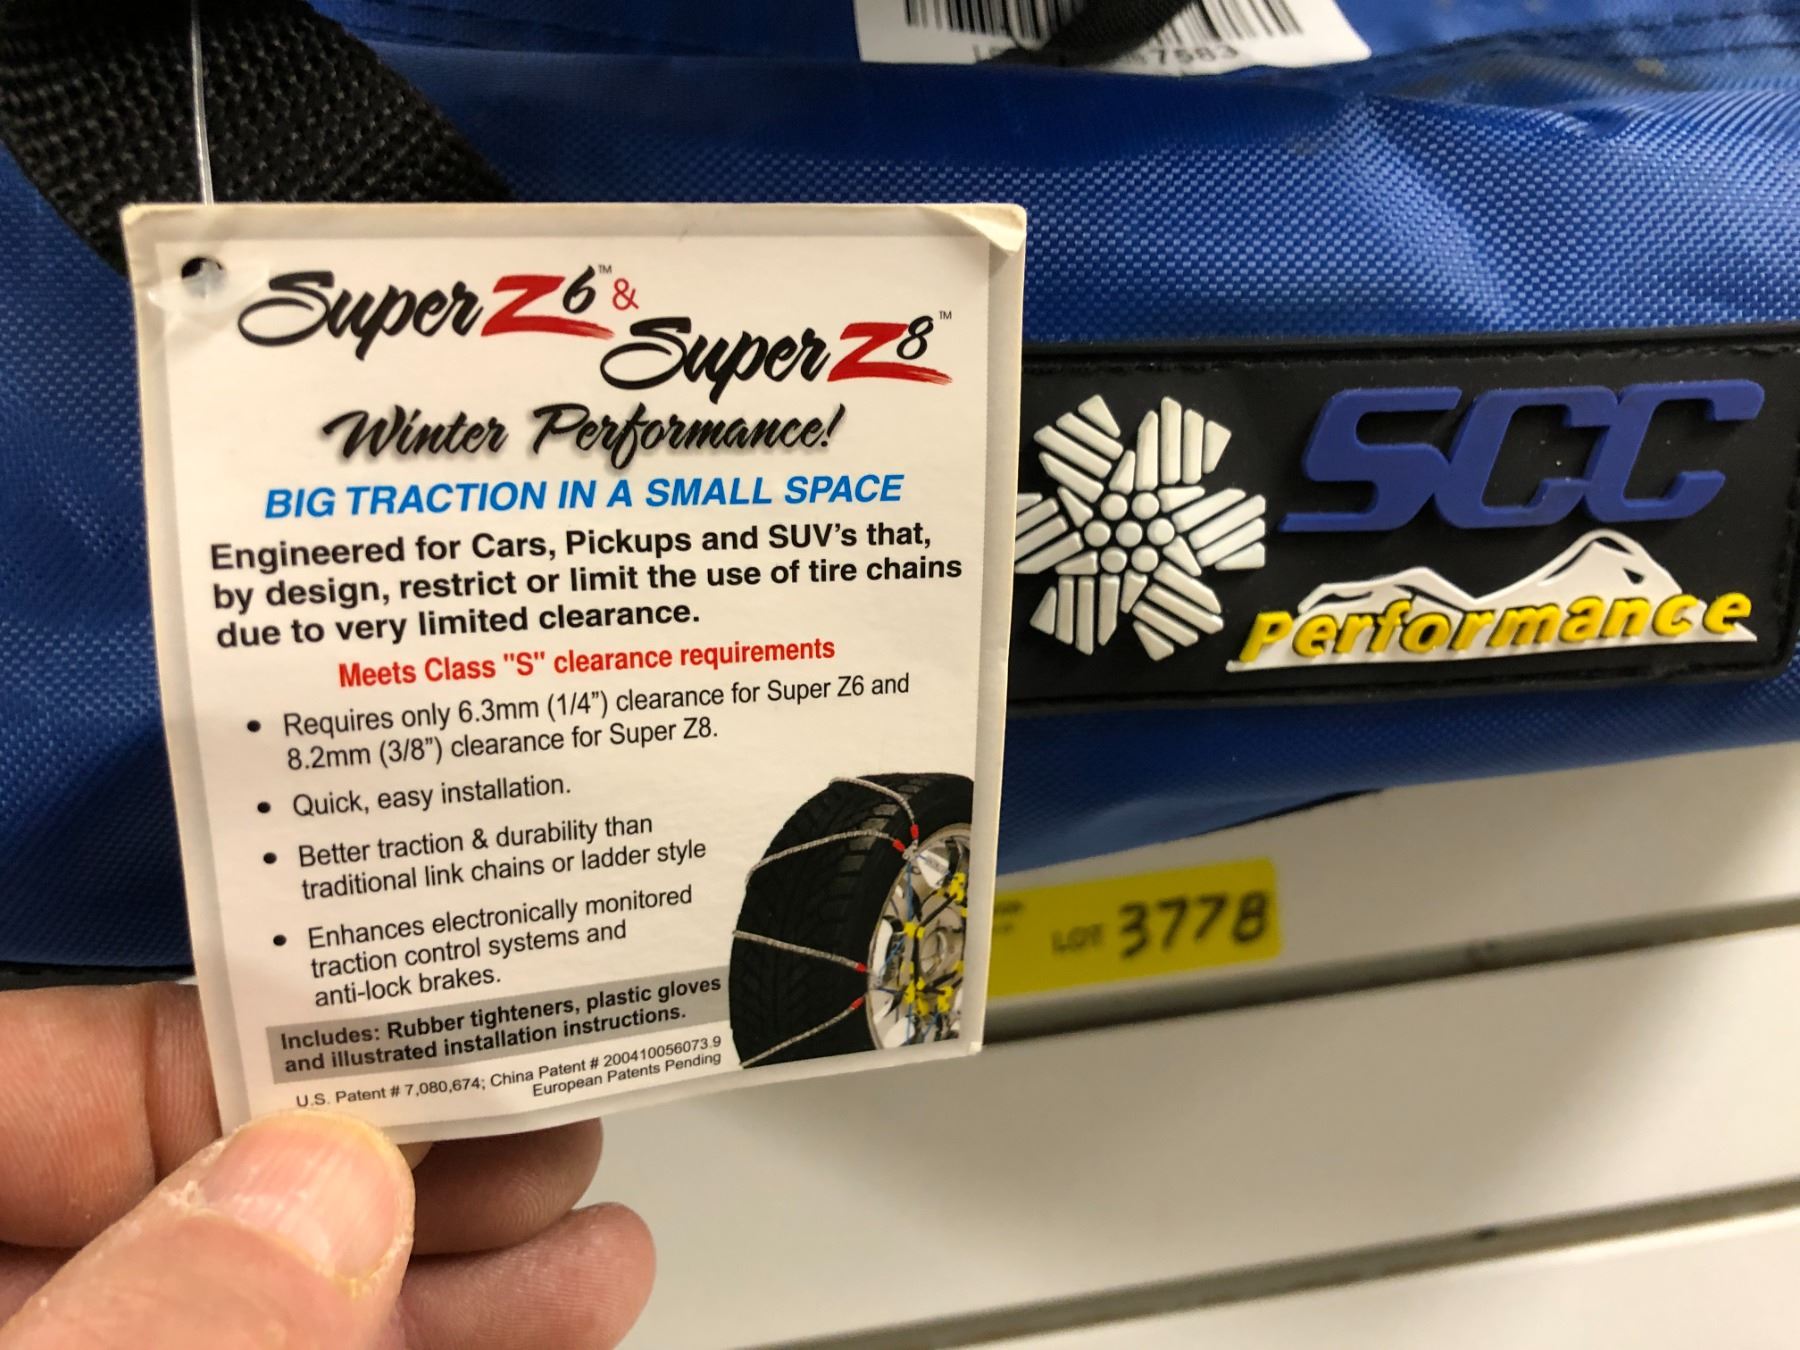 7583
Super Z6™ &
Super Z8™
Winter Performance!
BIG TRACTION IN A SMALL SPACE
Engineered for Cars, Pickups and SUV's that,
by design, restrict or limit the use of tire chains
due to very limited clearance.
Meets Class "S" clearance requirements
• Requires only 6.3mm (1/4”) clearance for Super Z6 and
8.2mm (3/8”) clearance for Super Z8.
• Quick, easy installation.
• Better traction & durability than
traditional link chains or ladder style
• Enhances electronically monitored
traction control systems and
anti-lock brakes.
Includes: Rubber tighteners, plastic gloves
and illustrated installation instructions.
U.S. Patent # 7,080,674; China Patent # 200410056073.9
European Patents Pending
SCC
Performance
LOT 3778